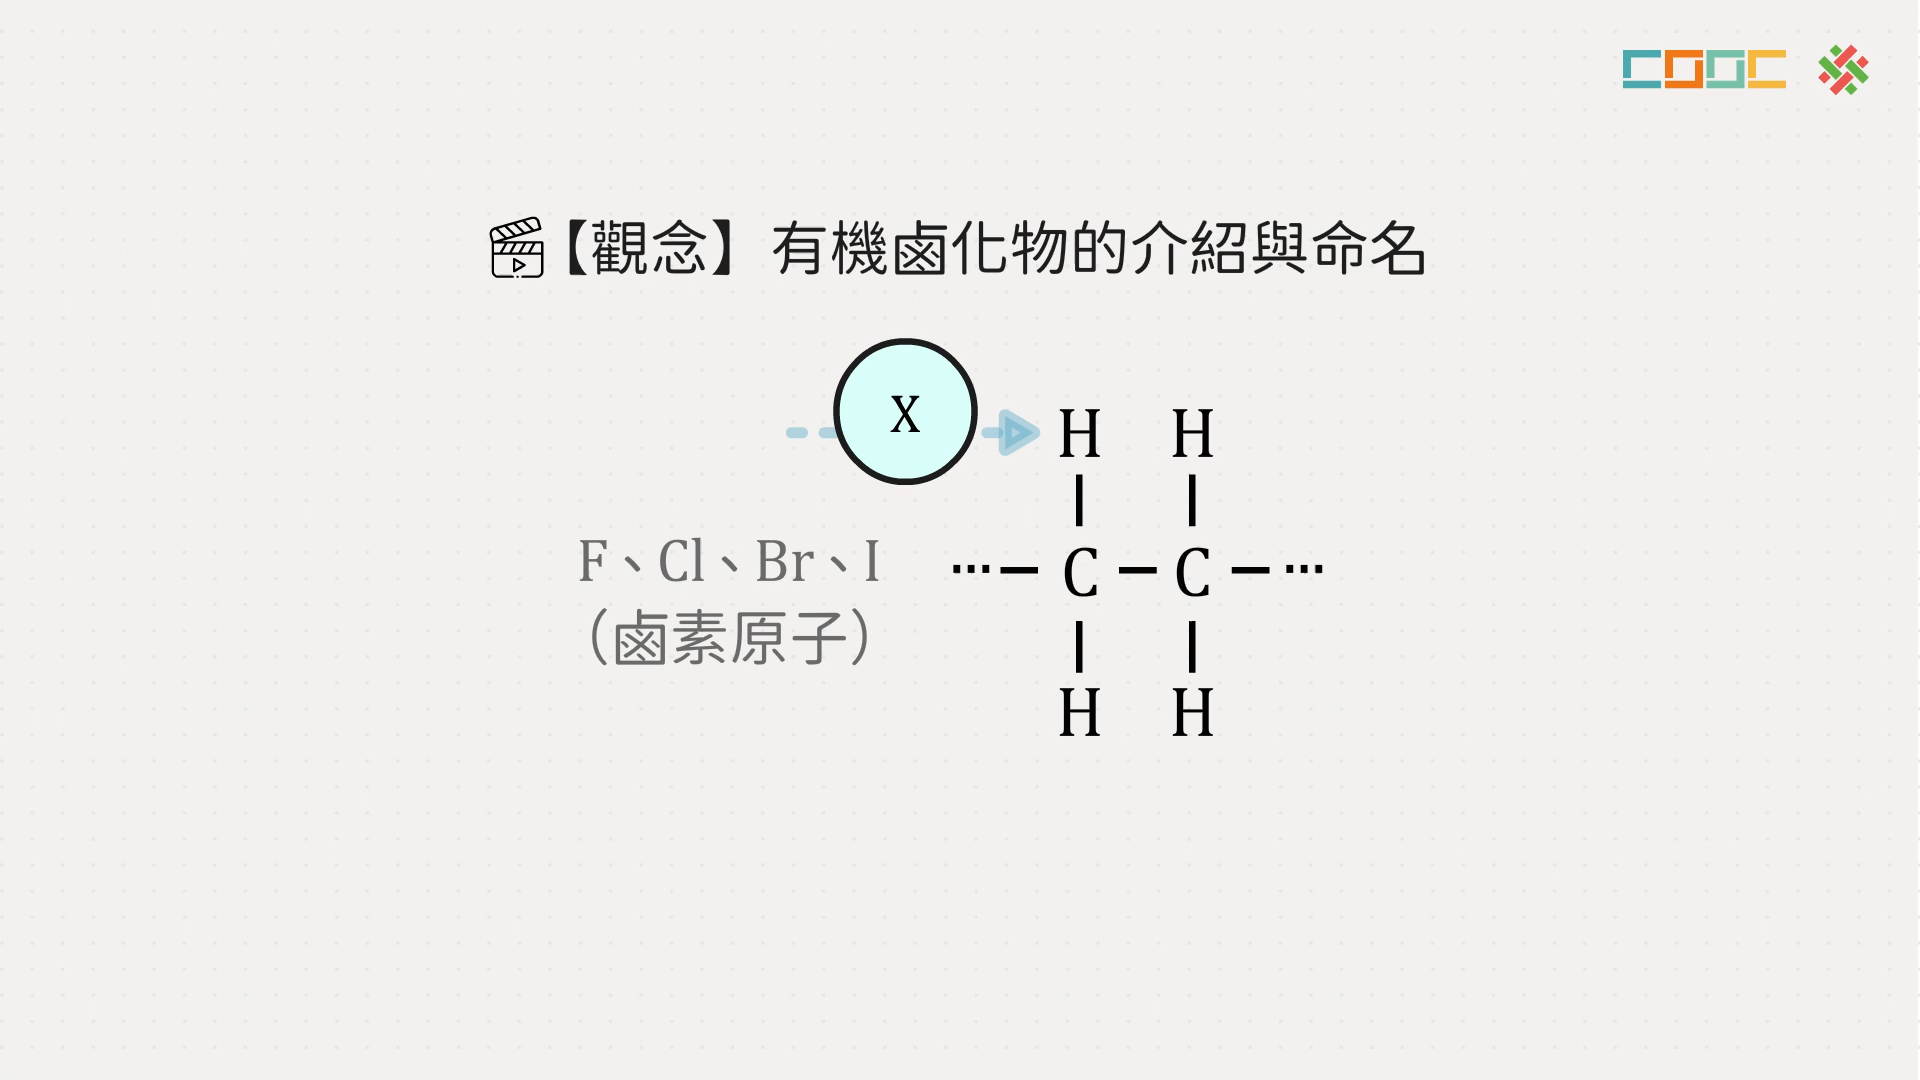 COOC
【觀念】有機鹵化物的介紹與命名
X
H H
F、Cl、Br、I
…－C－C－…
（鹵素原子）
H H